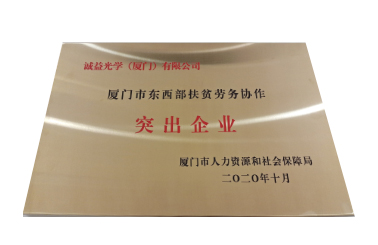 诚益光学（厦门）有限公司
厦门市东西部扶贫劳务协作
突出企业
厦门市人力资源和社会保障局
二〇二〇年十月